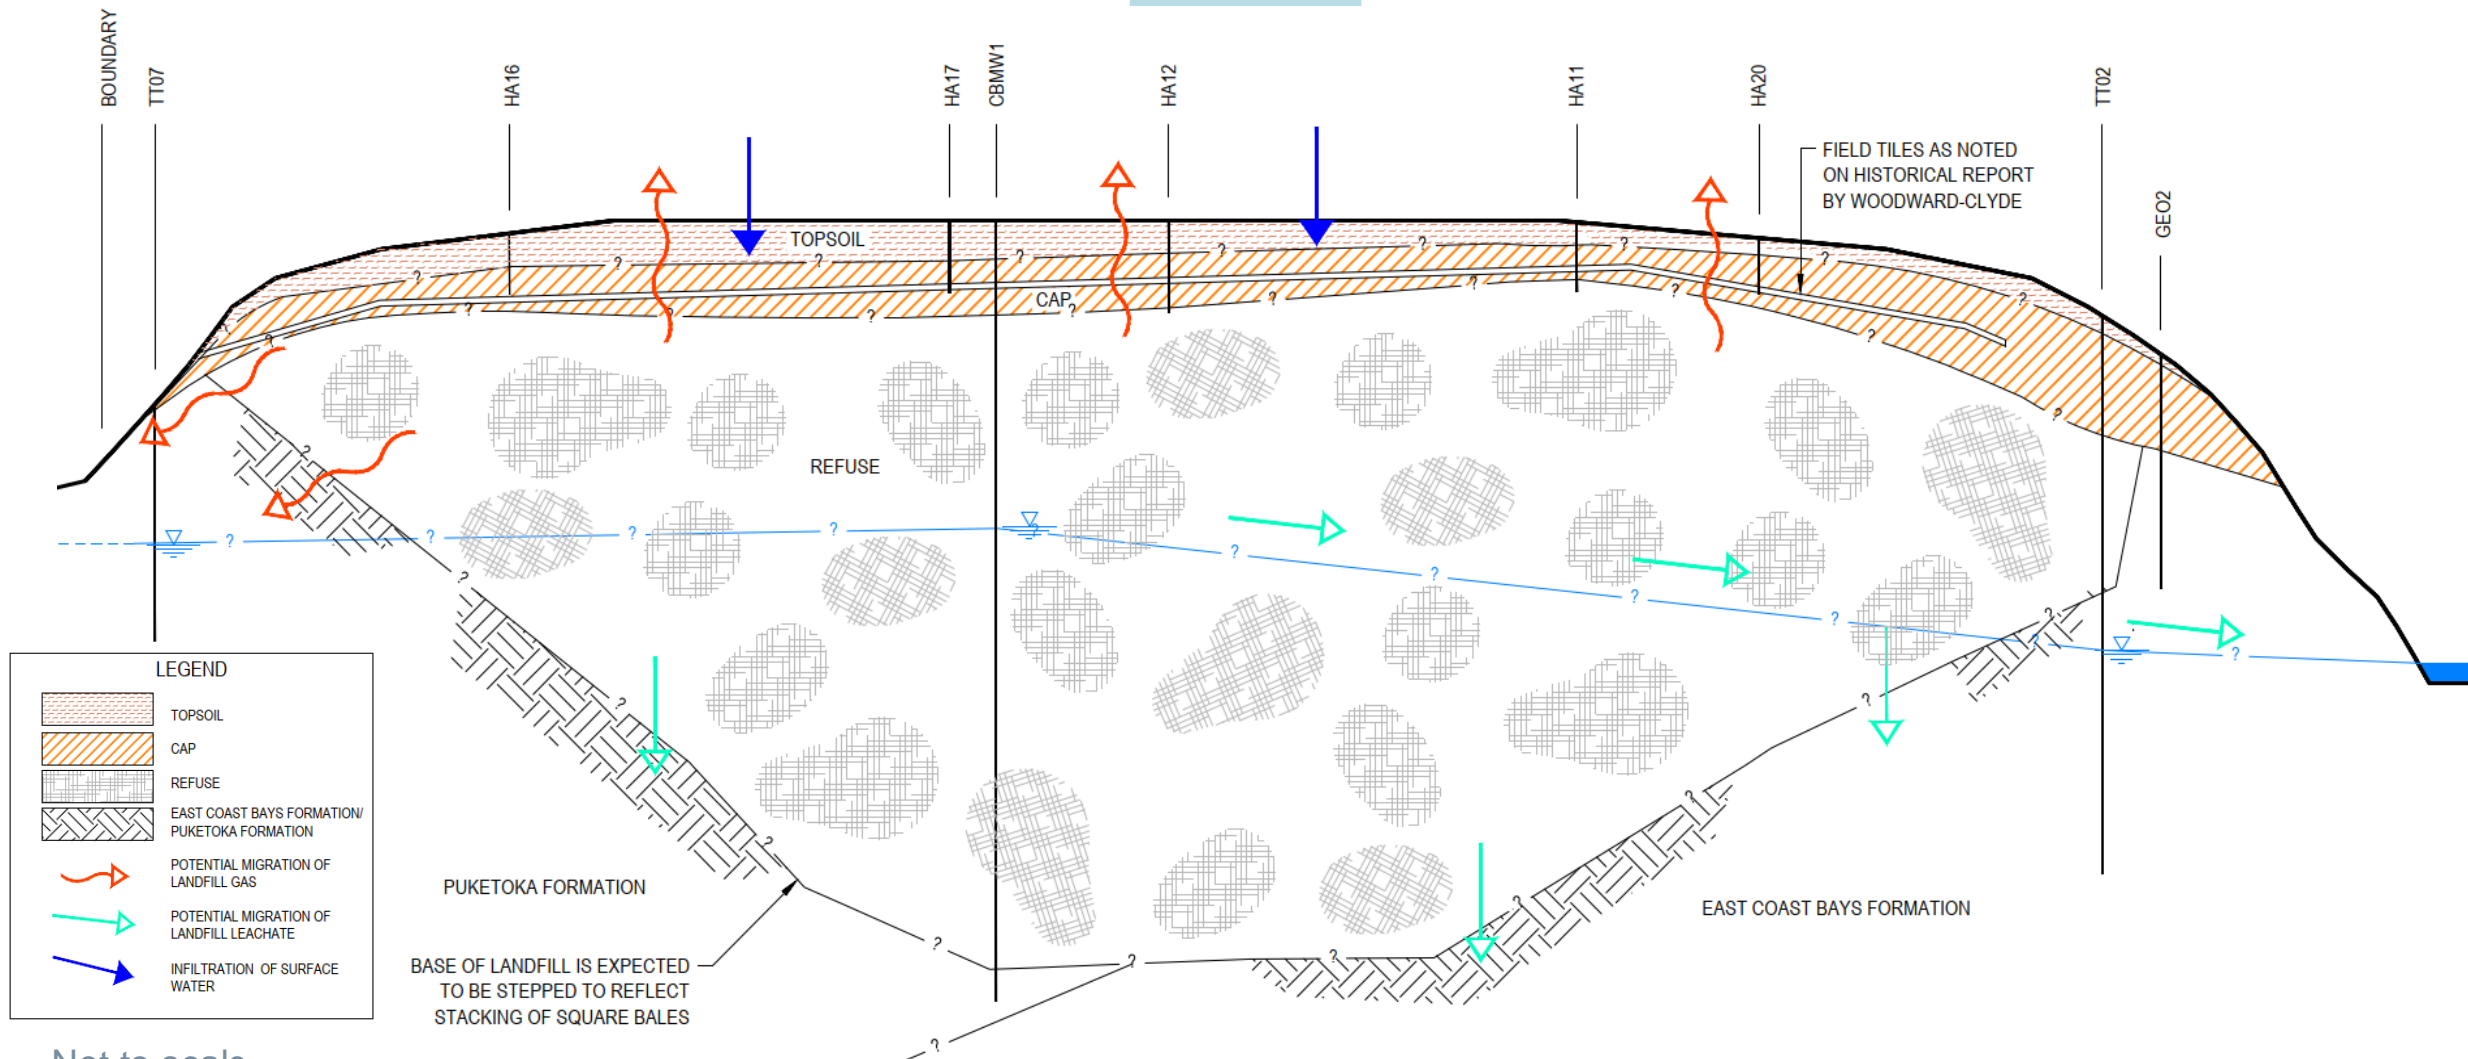 BOUNDARY
TT07
HA16
HA17
CBMW1
HA12
HA11
HA20
TT02
GEO2
FIELD TILES AS NOTED
ON HISTORICAL REPORT
BY WOODWARD-CLYDE
TOPSOIL
CAP
REFUSE
PUKETOKA FORMATION
EAST COAST BAYS FORMATION
BASE OF LANDFILL IS EXPECTED
TO BE STEPPED TO REFLECT
STACKING OF SQUARE BALES
LEGEND
TOPSOIL
CAP
REFUSE
EAST COAST BAYS FORMATION/
PUKETOKA FORMATION
POTENTIAL MIGRATION OF
LANDFILL GAS
POTENTIAL MIGRATION OF
LANDFILL LEACHATE
INFILTRATION OF SURFACE
WATER
Not to scale